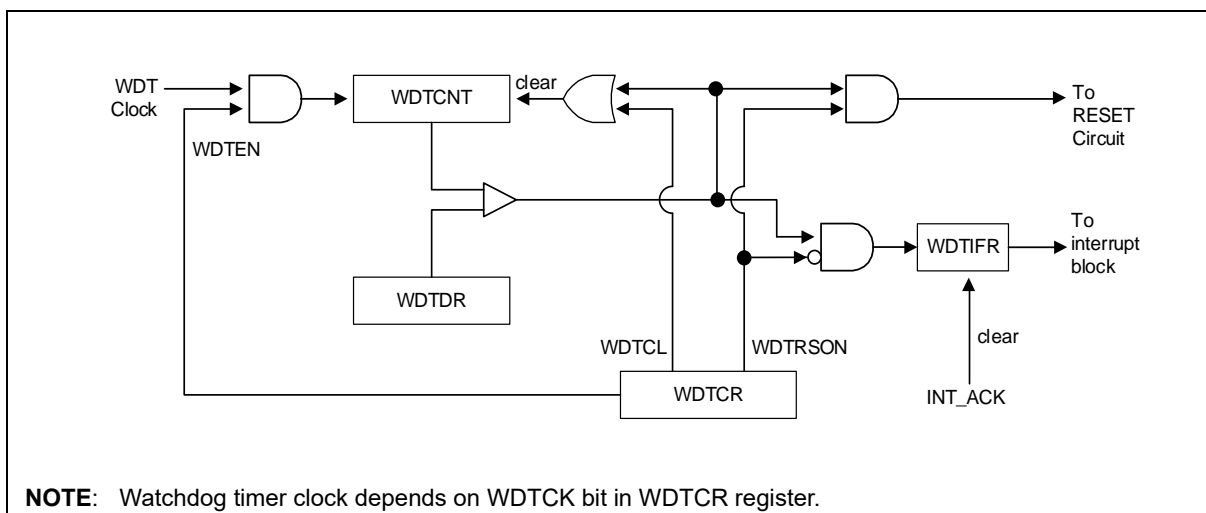 WDT
Clock
WDTCNT
clear
To
RESET
Circuit
WDTEN
To
interrupt
block
WDTIFR
WDTDR
WDTCL
WDTRSON
clear
WDTCR
INT_ACK
NOTE: Watchdog timer clock depends on WDTCK bit in WDTCR register.